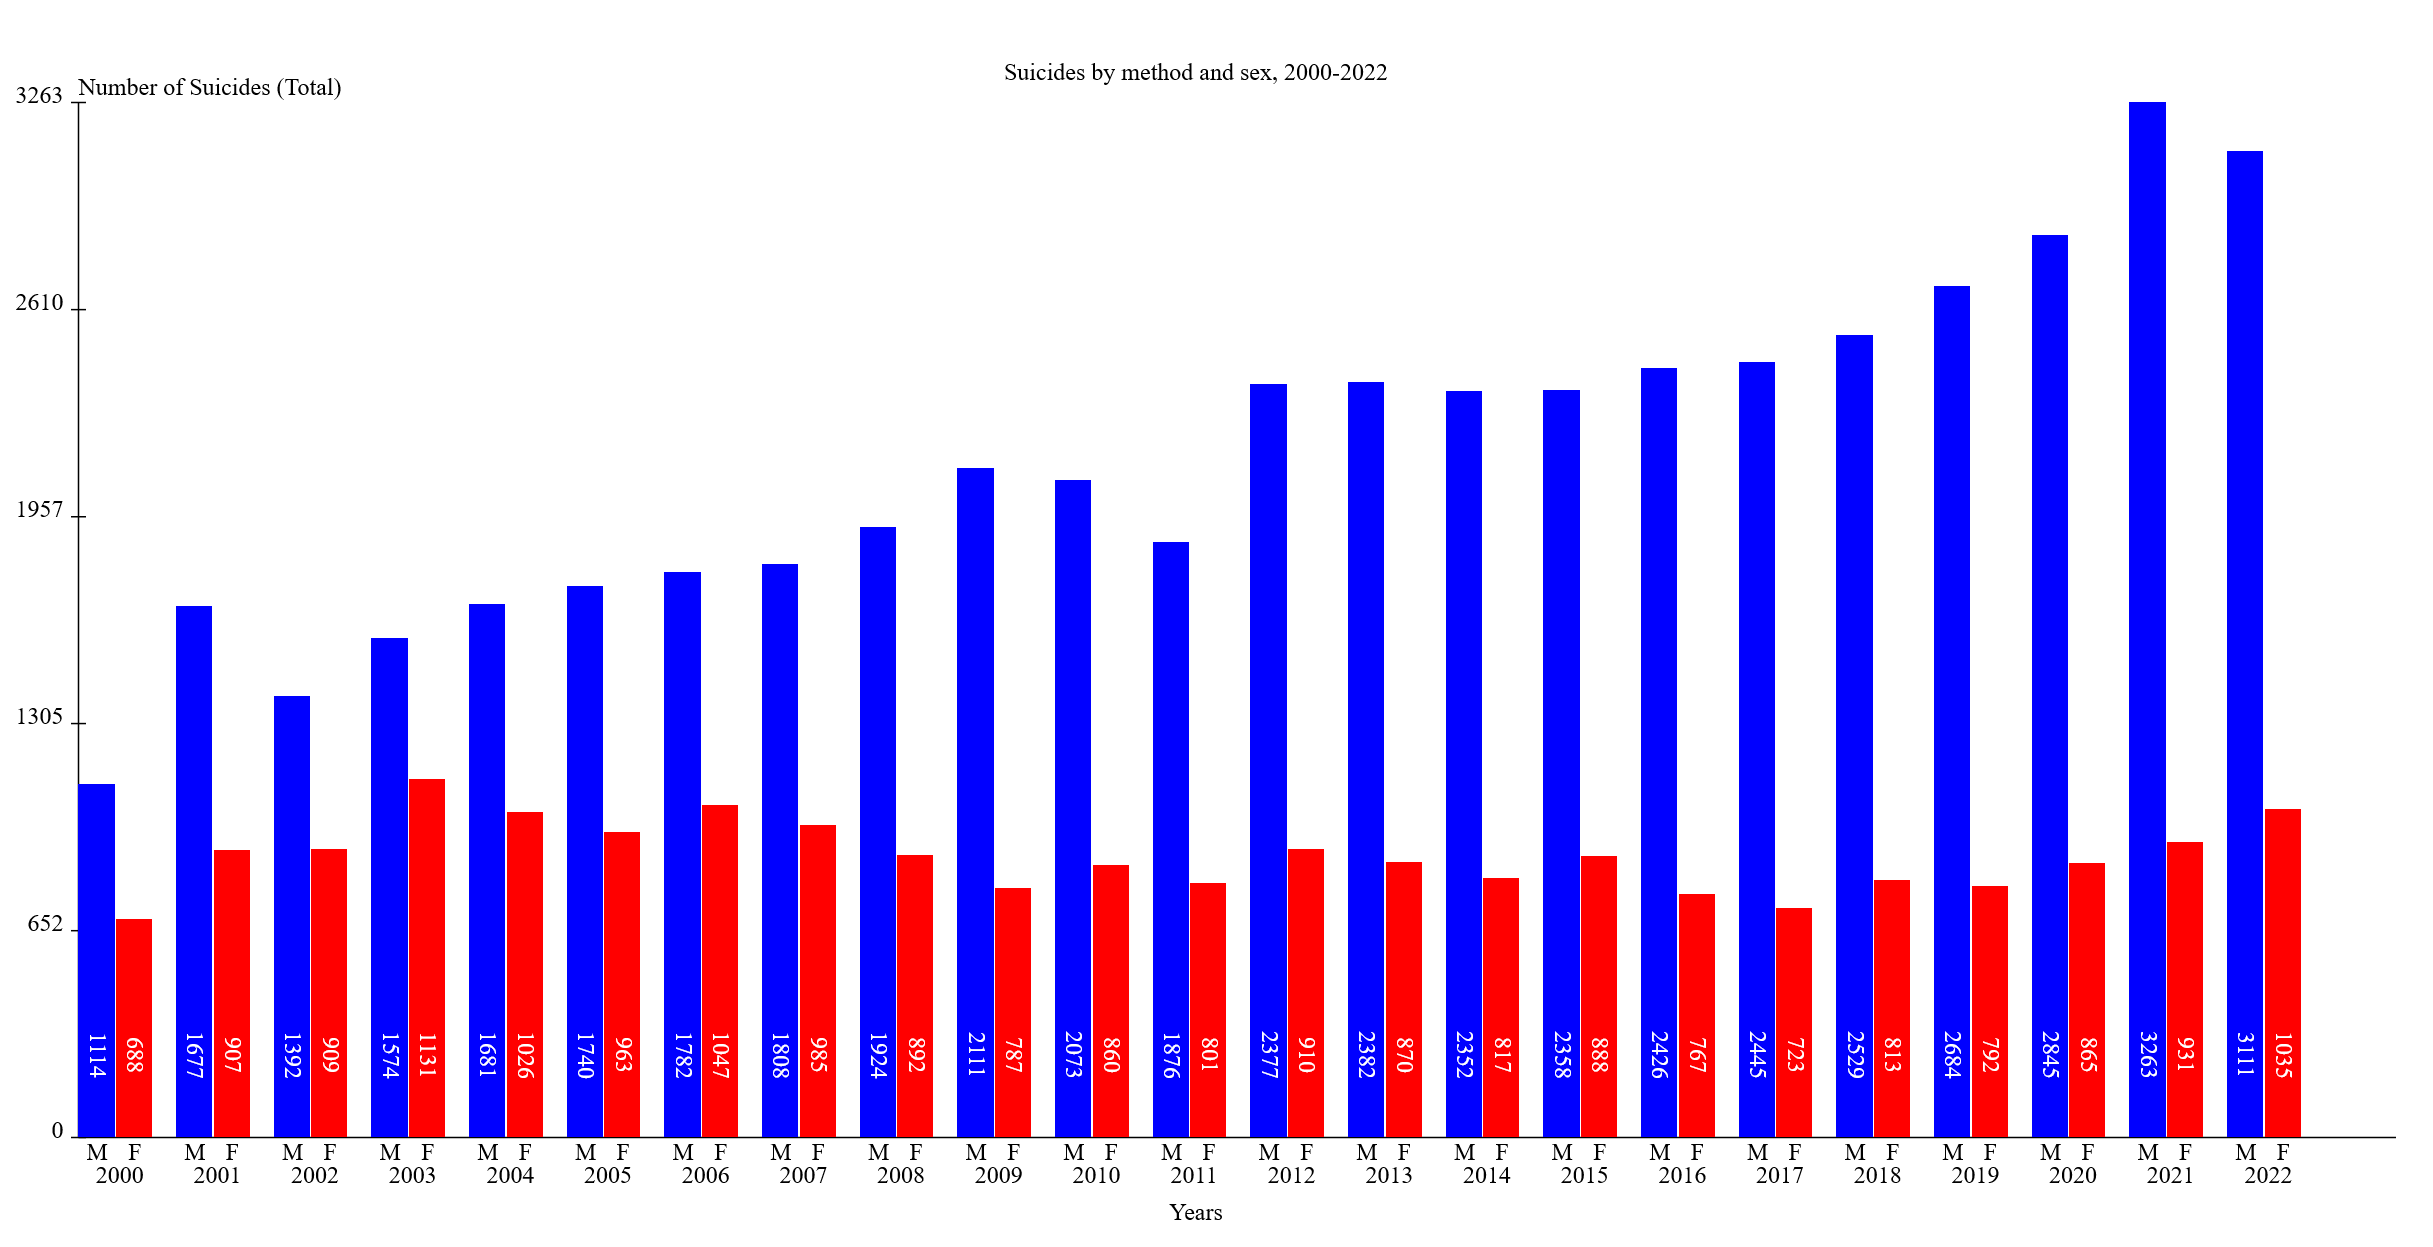 Suicides by method and sex, 2000-2022
Number of Suicides (Total)
3263
2610
1957
1305
652
0
1114 688 1677 907 1392 909 1574 1131 1681 1026 1740 963 1782 1047 1808 985 1924 892 2111 787 2073 860 1876 801 2377 910 2382 870 2352 817 2358 888 2426 767 2445 723 2529 813 2684 792 2845 865 3263 931 3111 1035
M F M F M F M F M F M F M F M F M F M F M F M F M F M F M F M F M F M F M F M F M F M F M F
2000 2001 2002 2003 2004 2005 2006 2007 2008 2009 2010 2011 2012 2013 2014 2015 2016 2017 2018 2019 2020 2021 2022
Years